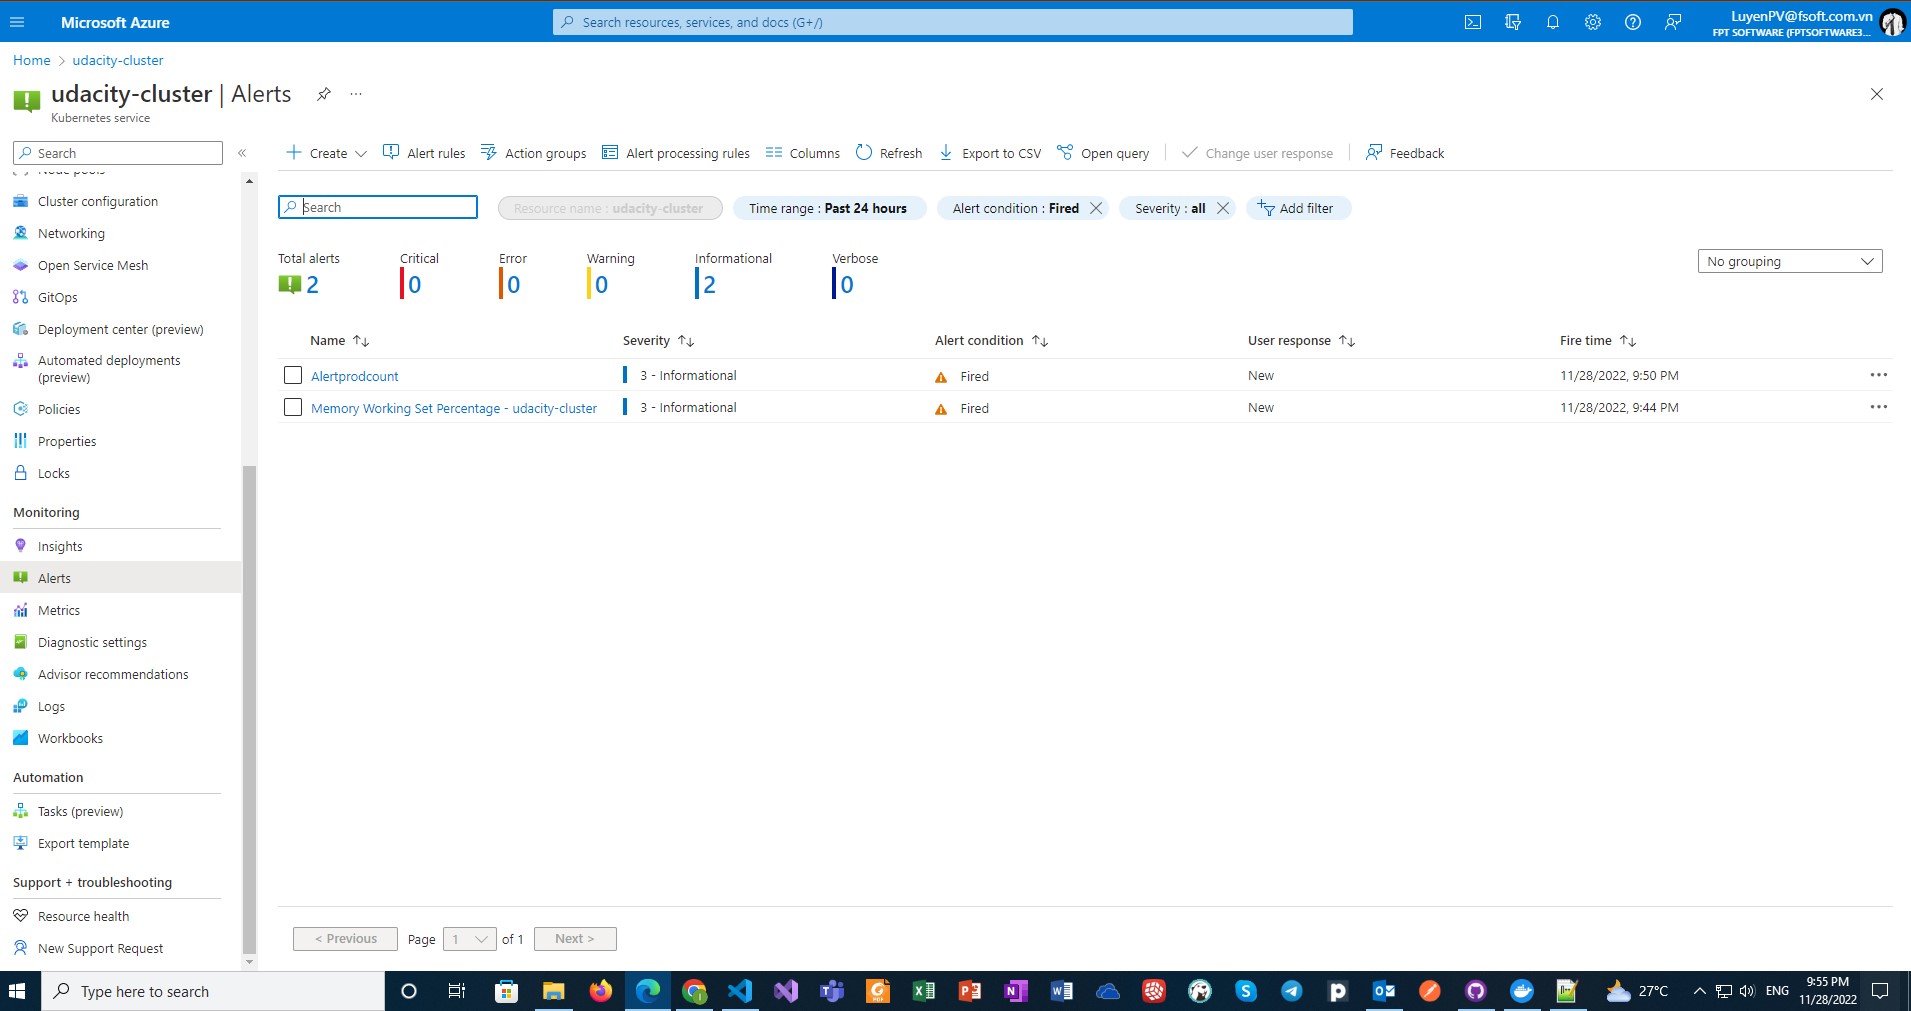 Microsoft Azure
Search resources, services, and docs (G+/)
LuyenPV@fsoft.com.vn
FPT SOFTWARE (FPTSOFTWARE3...
Home > udacity-cluster
udacity-cluster | Alerts
Kubernetes service
Search
Node pools
Cluster configuration
Networking
Open Service Mesh
GitOps
Deployment center (preview)
Automated deployments
(preview)
Policies
Properties
Locks
Monitoring
Insights
Alerts
Metrics
Diagnostic settings
Advisor recommendations
Logs
Workbooks
Automation
Tasks (preview)
Export template
Support + troubleshooting
Resource health
New Support Request
Create Alert rules Action groups Alert processing rules Columns Refresh Export to CSV Open query Change user response Feedback
Search Resource name : udacity-cluster Time range : Past 24 hours Alert condition : Fired Severity : all Add filter
Total alerts Critical Error Warning Informational Verbose
2 0 0 0 2 0
No grouping
Name Severity Alert condition User response Fire time
Alertprodcount 3 - Informational Fired New 11/28/2022, 9:50 PM
Memory Working Set Percentage - udacity-cluster 3 - Informational Fired New 11/28/2022, 9:44 PM
< Previous Page 1 of 1 Next >
Type here to search
27°C ENG 9:55 PM
11/28/2022